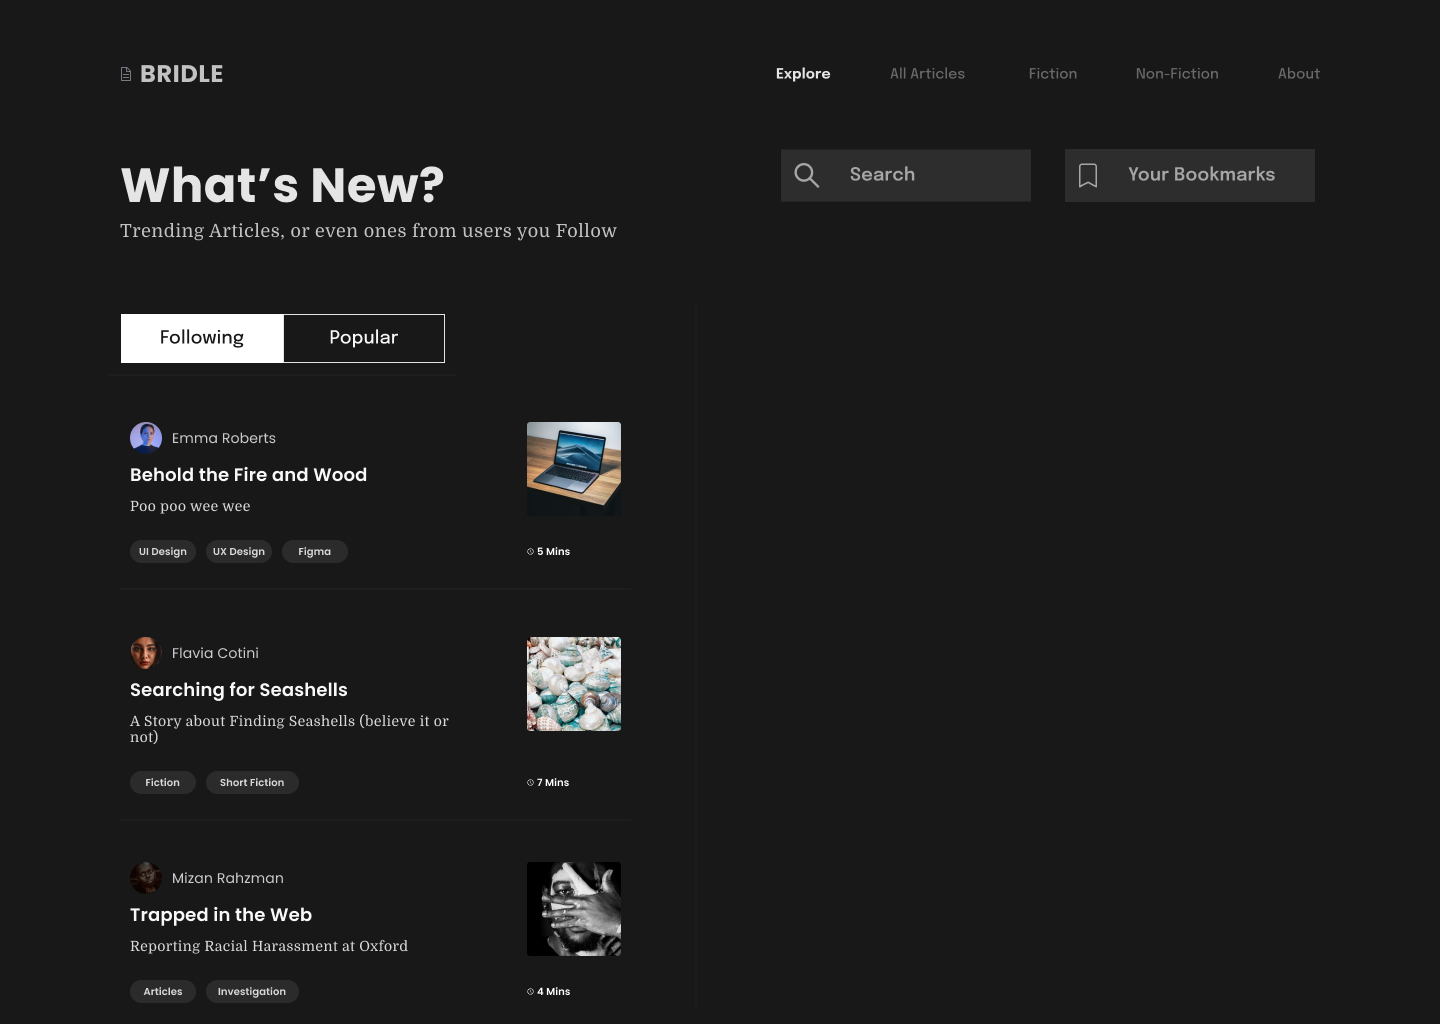 BRIDLE
Explore
All Articles
Fiction
Non-Fiction
About
What’s New?
Trending Articles, or even ones from users you Follow
Search
Your Bookmarks
Following
Popular
Emma Roberts
Behold the Fire and Wood
Poo poo wee wee
UI Design
UX Design
Figma
5 Mins
Flavia Cotini
Searching for Seashells
A Story about Finding Seashells (believe it or
not)
Fiction
Short Fiction
7 Mins
Mizan Rahzman
Trapped in the Web
Reporting Racial Harassment at Oxford
Articles
Investigation
4 Mins